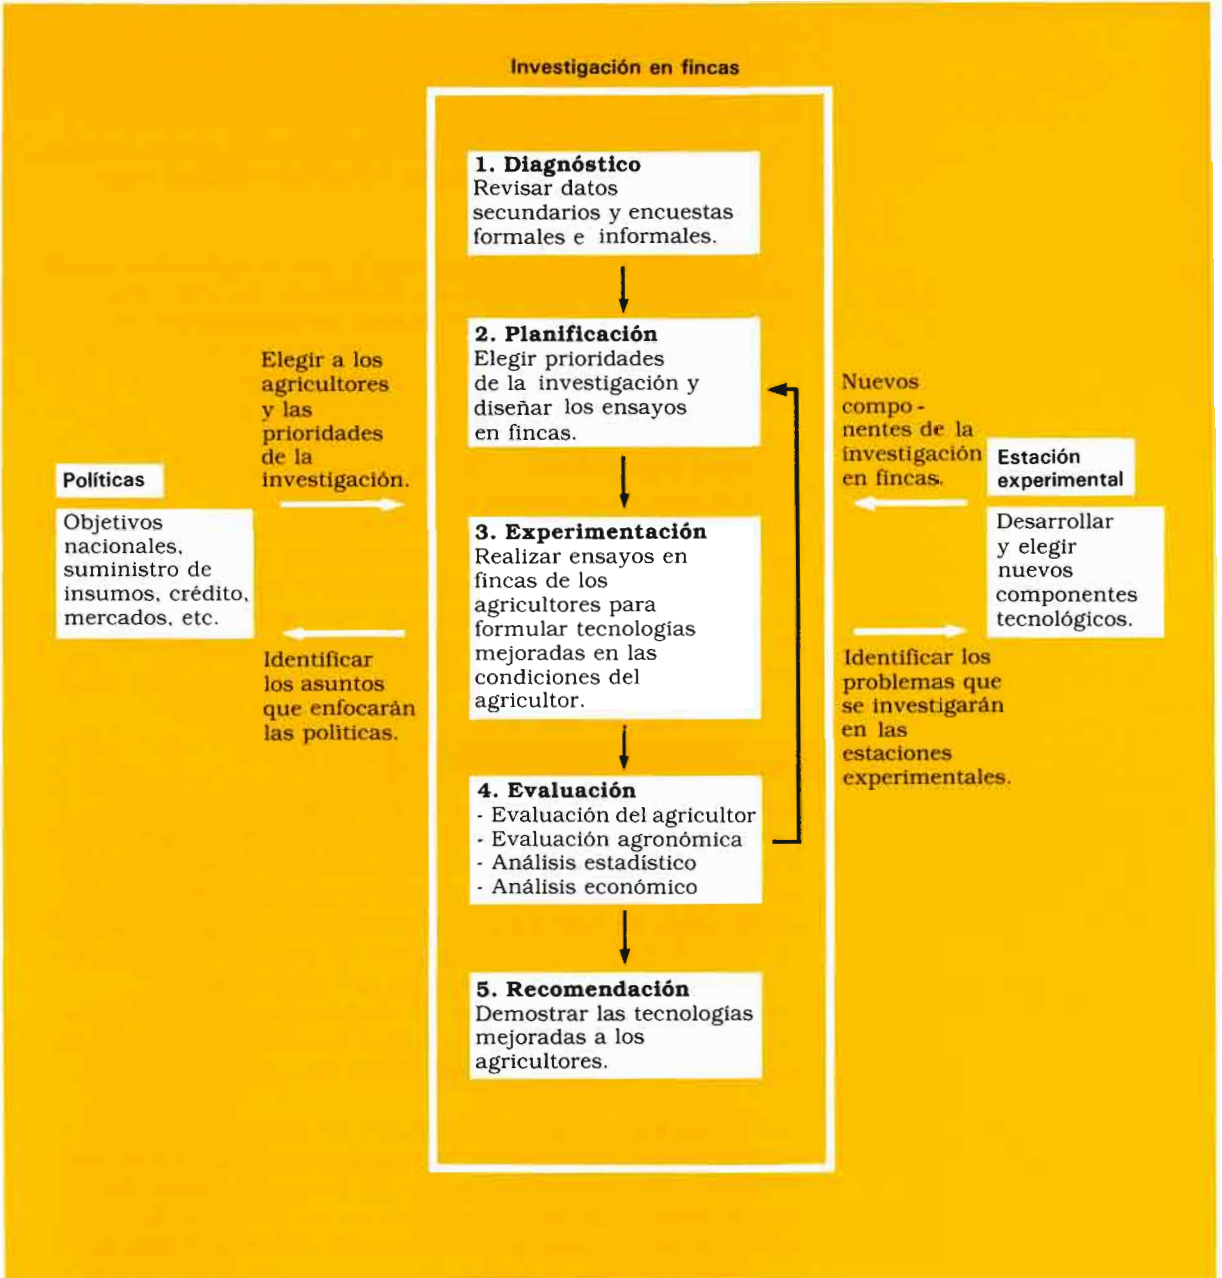 Investigación en fincas
1. Diagnóstico
Revisar datos
secundarios y encuestas
formales e informales.
2. Planificación
Elegir prioridades
de la investigación y
diseñar los ensayos
en fincas.
3. Experimentación
Realizar ensayos en
fincas de los
agricultores para
formular tecnologías
mejoradas en las
condiciones del
agricultor.
4. Evaluación
- Evaluación del agricultor
- Evaluación agronómica
- Análisis estadístico
- Análisis económico
5. Recomendación
Demostrar las tecnologías
mejoradas a los
agricultores.
Elegir a los
agricultores
y las
prioridades
de la
investigación.
Políticas
Objetivos
nacionales,
suministro de
insumos, crédito,
mercados, etc.
Identificar
los asuntos
que enfocarán
las políticas.
Nuevos
compo -
nentes de la
investigación
en fincas.
Estación
experimental
Desarrollar
y elegir
nuevos
componentes
tecnológicos.
Identificar los
problemas que
se investigarán
en las
estaciones
experimentales.